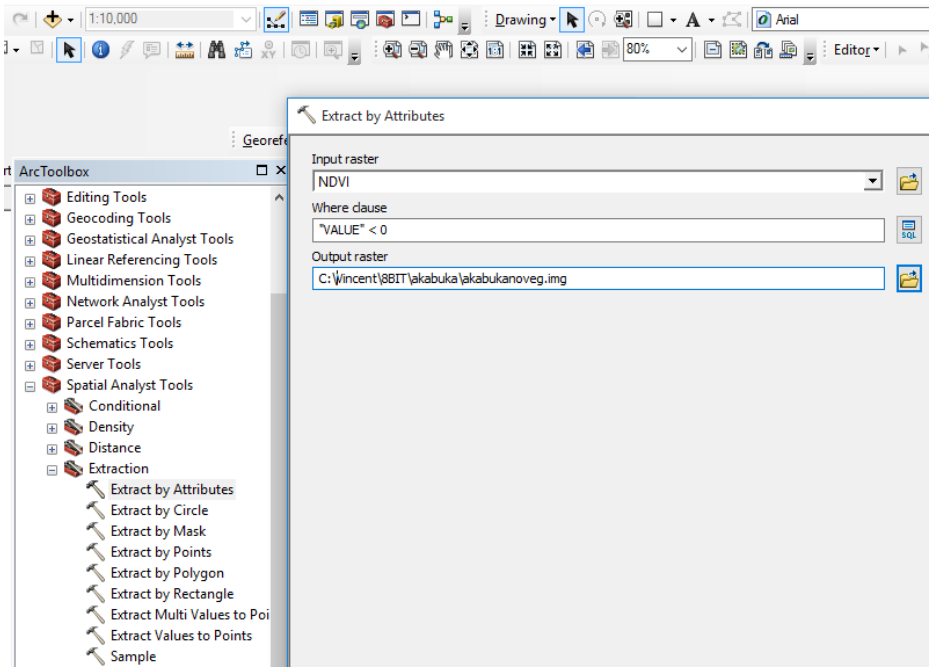 1:10,000
Drawing
A
Arial
80%
Editor
Extract by Attributes
Georefe
ArcToolbox
Input raster
NDVI
Editing Tools
Where clause
Geocoding Tools
"VALUE" < 0
SQL
Geostatistical Analyst Tools
Output raster
Linear Referencing Tools
C:\Vincent\8BIT\akabuka\akabukanoveg.img
Multidimension Tools
Network Analyst Tools
Parcel Fabric Tools
Schematics Tools
Server Tools
Spatial Analyst Tools
Conditional
Density
Distance
Extraction
Extract by Attributes
Extract by Circle
Extract by Mask
Extract by Points
Extract by Polygon
Extract by Rectangle
Extract Multi Values to Poi
Extract Values to Points
Sample